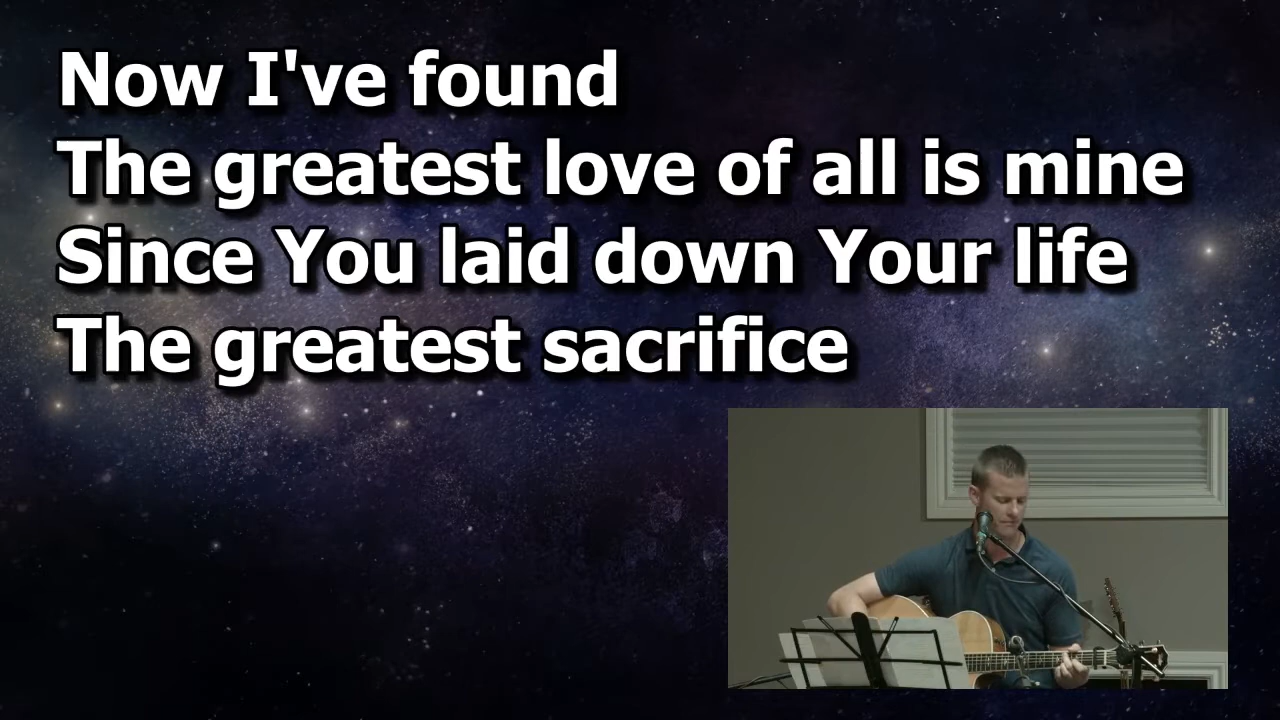 Now I've found
The greatest love of all is mine
Since You laid down Your life
The greatest sacrifice